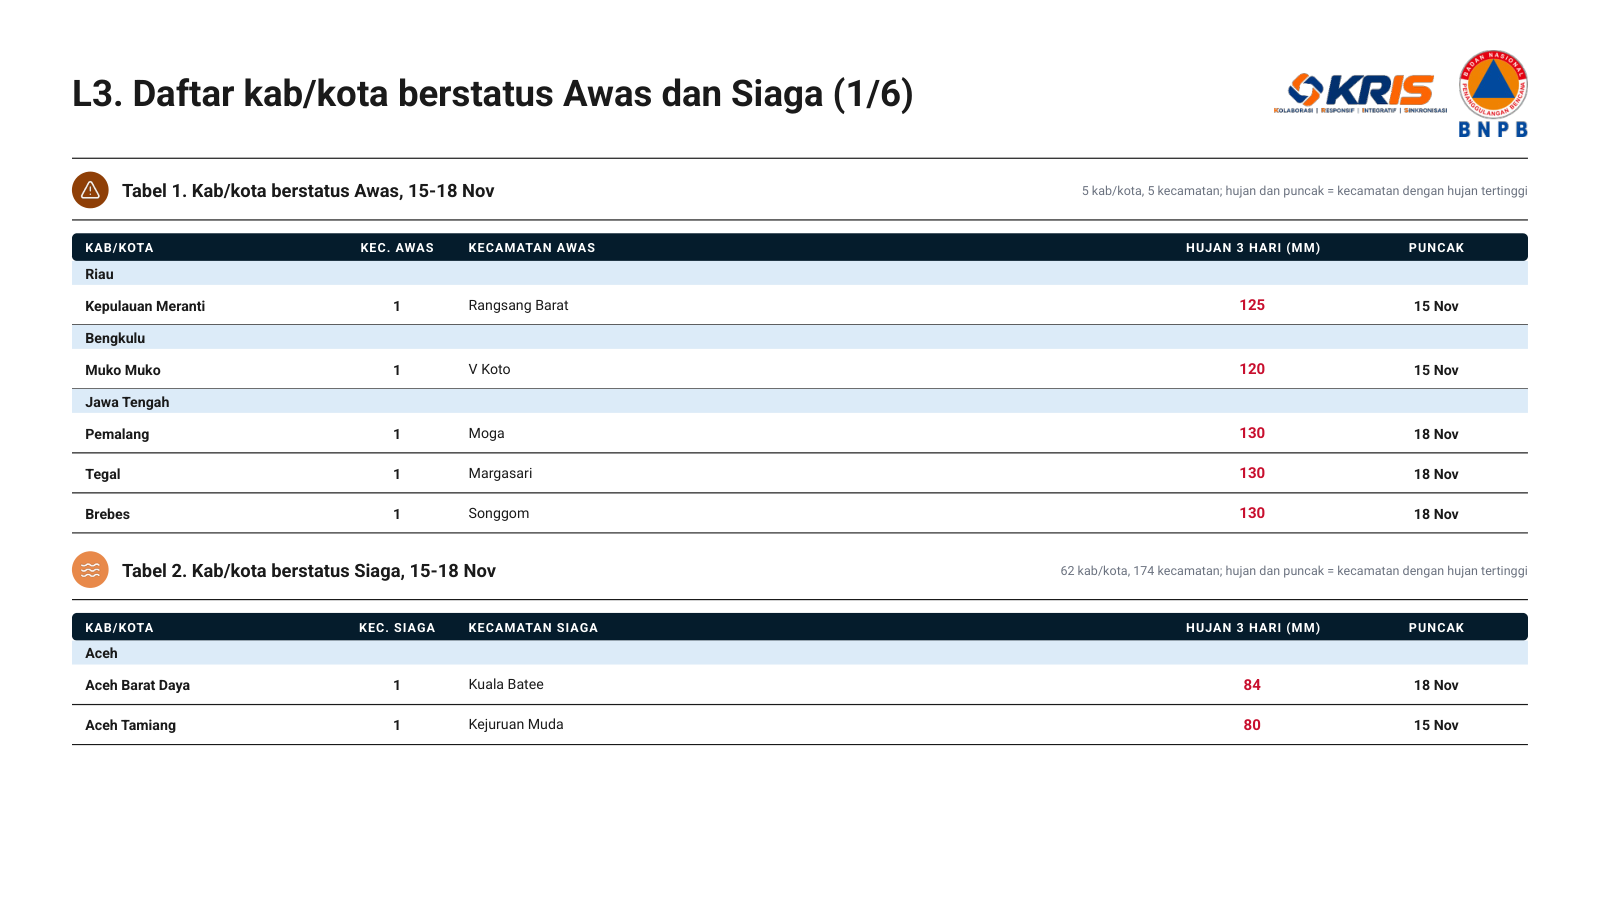 L3. Daftar kab/kota berstatus Awas dan Siaga (1/6)
KRIS
KOLABORASI | RESPONSIF | INTEGRATIF | SINKRONISASI
BADAN NASIONAL
PENANGGULANGAN BENCANA
BNPB
Tabel 1. Kab/kota berstatus Awas, 15-18 Nov
5 kab/kota, 5 kecamatan; hujan dan puncak = kecamatan dengan hujan tertinggi
KAB/KOTA KEC. AWAS KECAMATAN AWAS HUJAN 3 HARI (MM) PUNCAK
Riau
Kepulauan Meranti 1 Rangsang Barat 125 15 Nov
Bengkulu
Muko Muko 1 V Koto 120 15 Nov
Jawa Tengah
Pemalang 1 Moga 130 18 Nov
Tegal 1 Margasari 130 18 Nov
Brebes 1 Songgom 130 18 Nov
Tabel 2. Kab/kota berstatus Siaga, 15-18 Nov
62 kab/kota, 174 kecamatan; hujan dan puncak = kecamatan dengan hujan tertinggi
KAB/KOTA KEC. SIAGA KECAMATAN SIAGA HUJAN 3 HARI (MM) PUNCAK
Aceh
Aceh Barat Daya 1 Kuala Batee 84 18 Nov
Aceh Tamiang 1 Kejuruan Muda 80 15 Nov